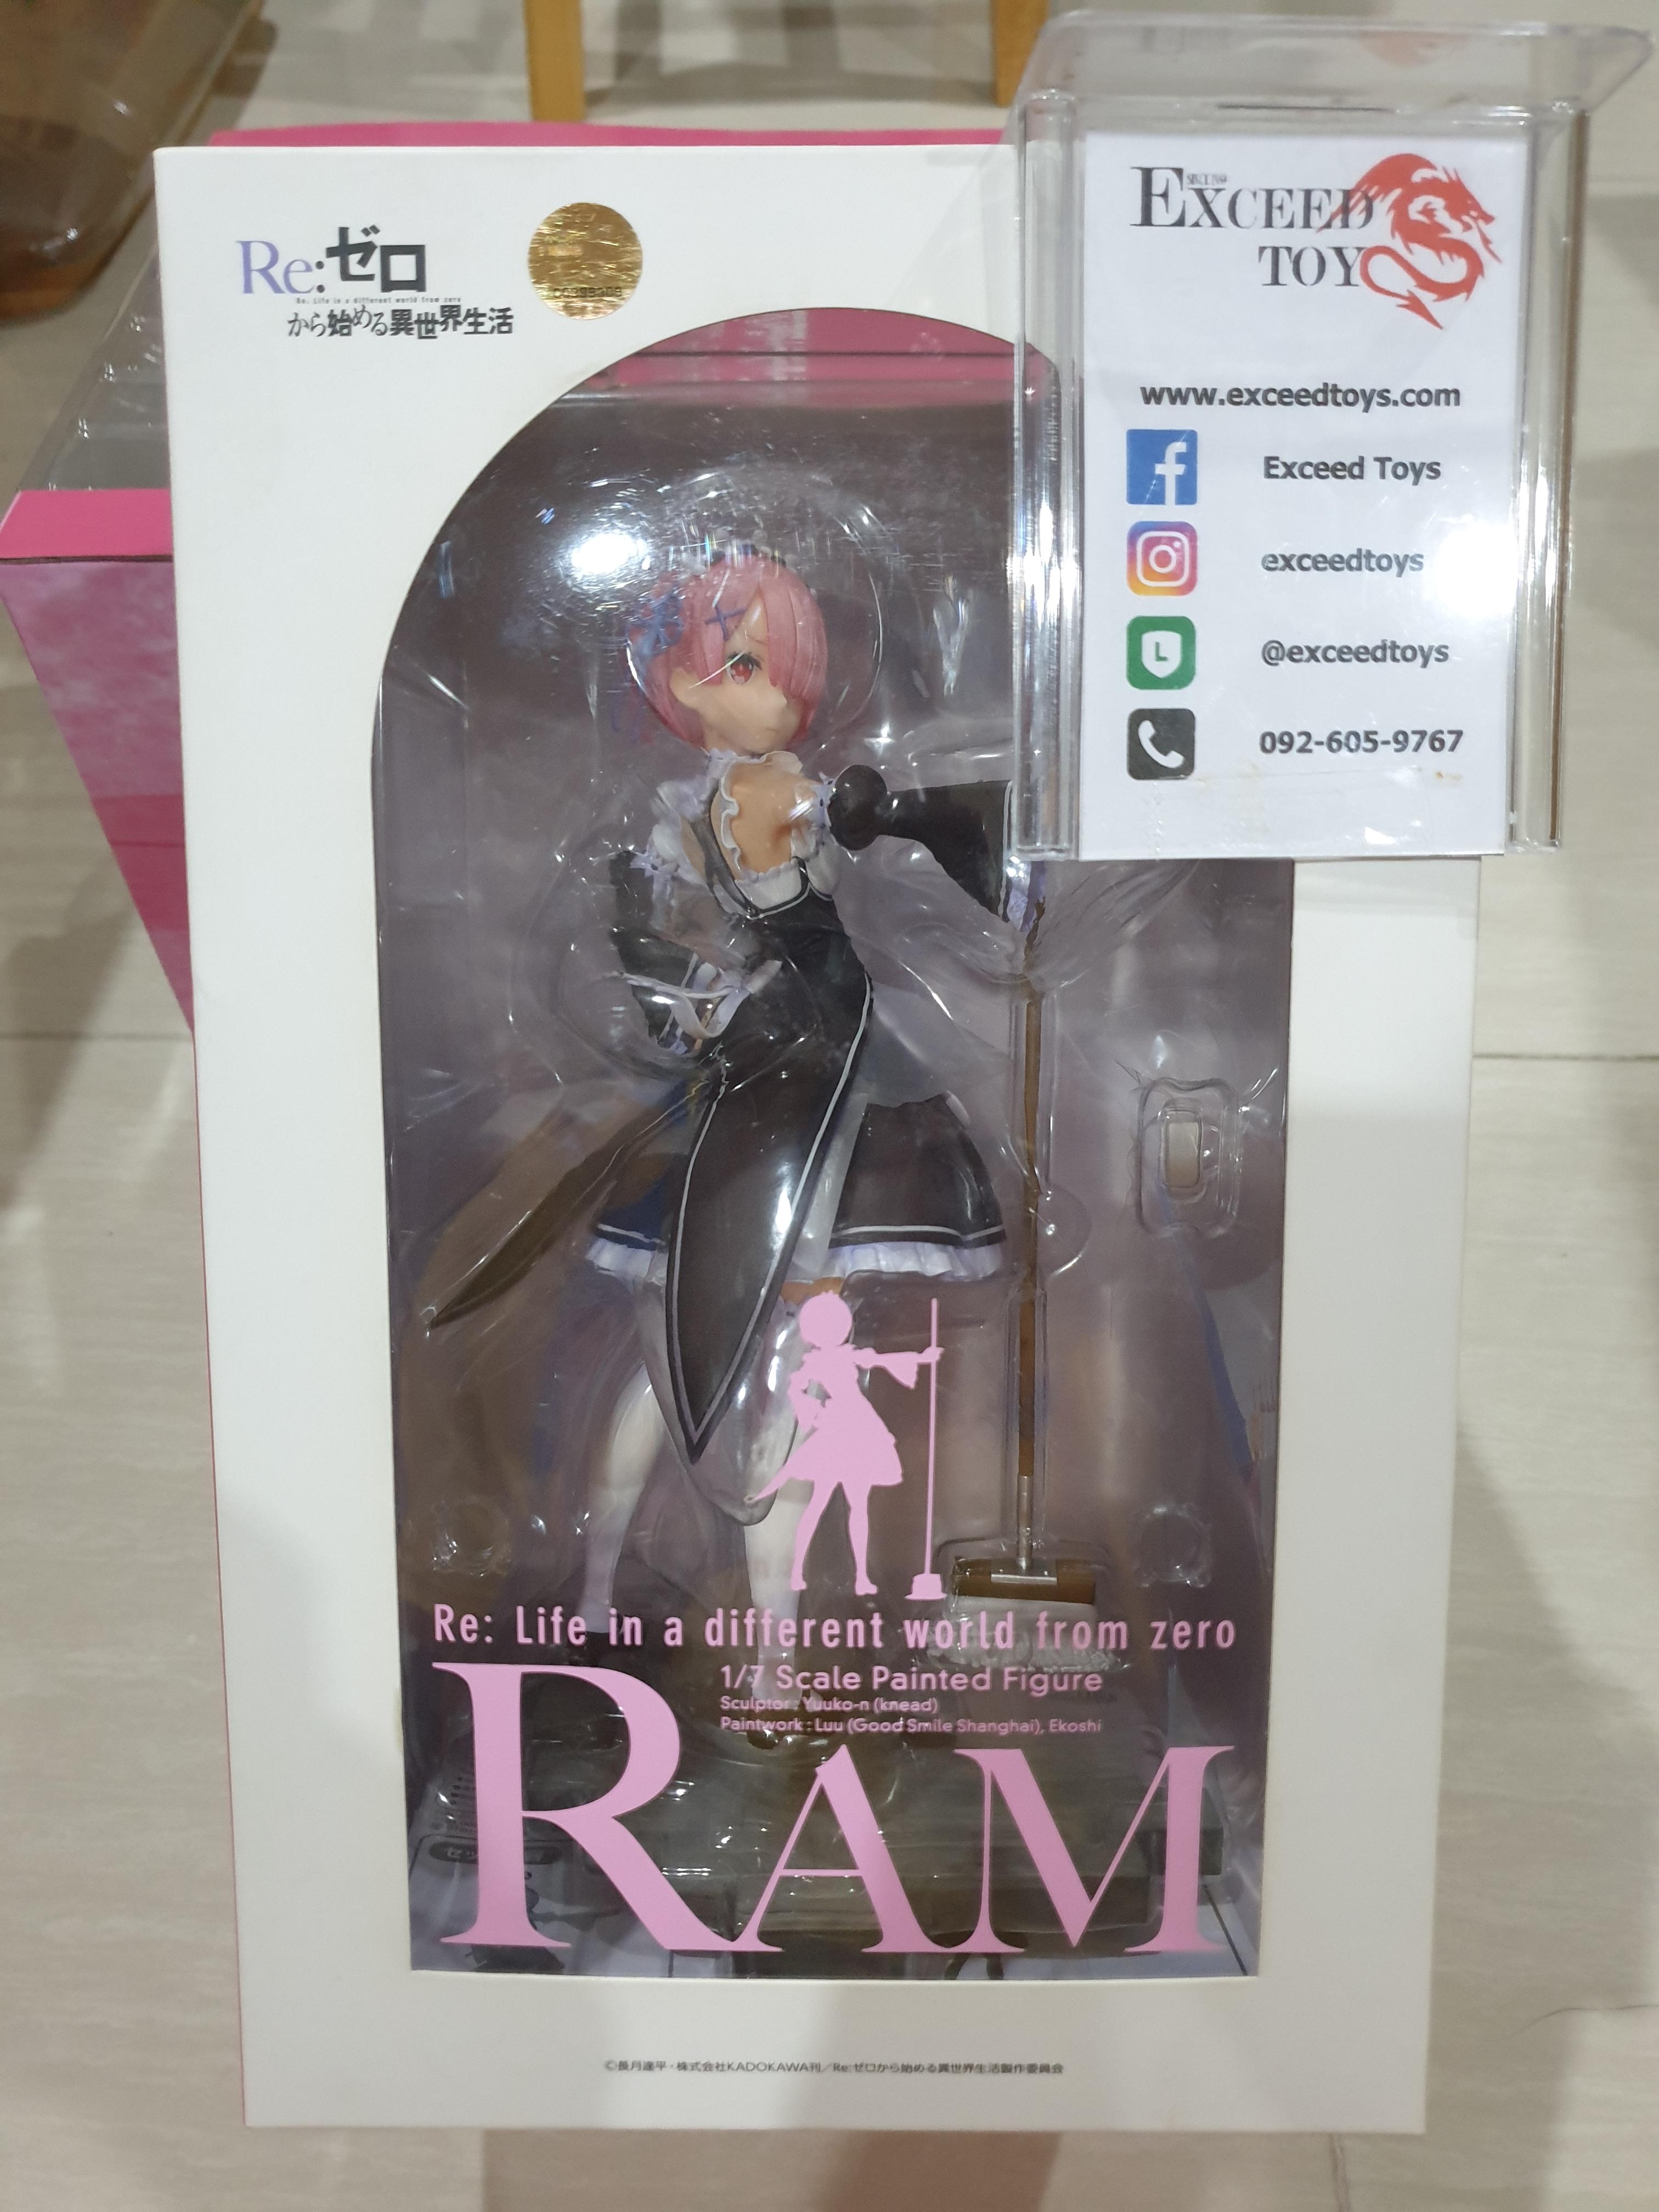 Re:ゼロ
Re: Life in a different world from zero
から始める異世界生活
EXCEED
TOY
www.exceedtoys.com
Exceed Toys
exceedtoys
L
@exceedtoys
092-605-9767
Re: Life in a different world from zero
1/7 Scale Painted Figure
Sculptor : Yuuko-n (knead)
Paintwork : Luu (Good Smile Shanghai), Ekoshi
RAM
©長月達平・株式会社KADOKAWA刊／Re:ゼロから始める異世界生活製作委員会